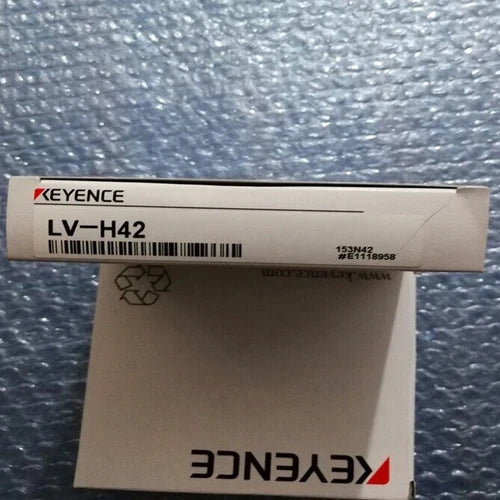 KEYENCE
LV-H42
153N42
#E1118958
www.keyence.com
KEYENCE